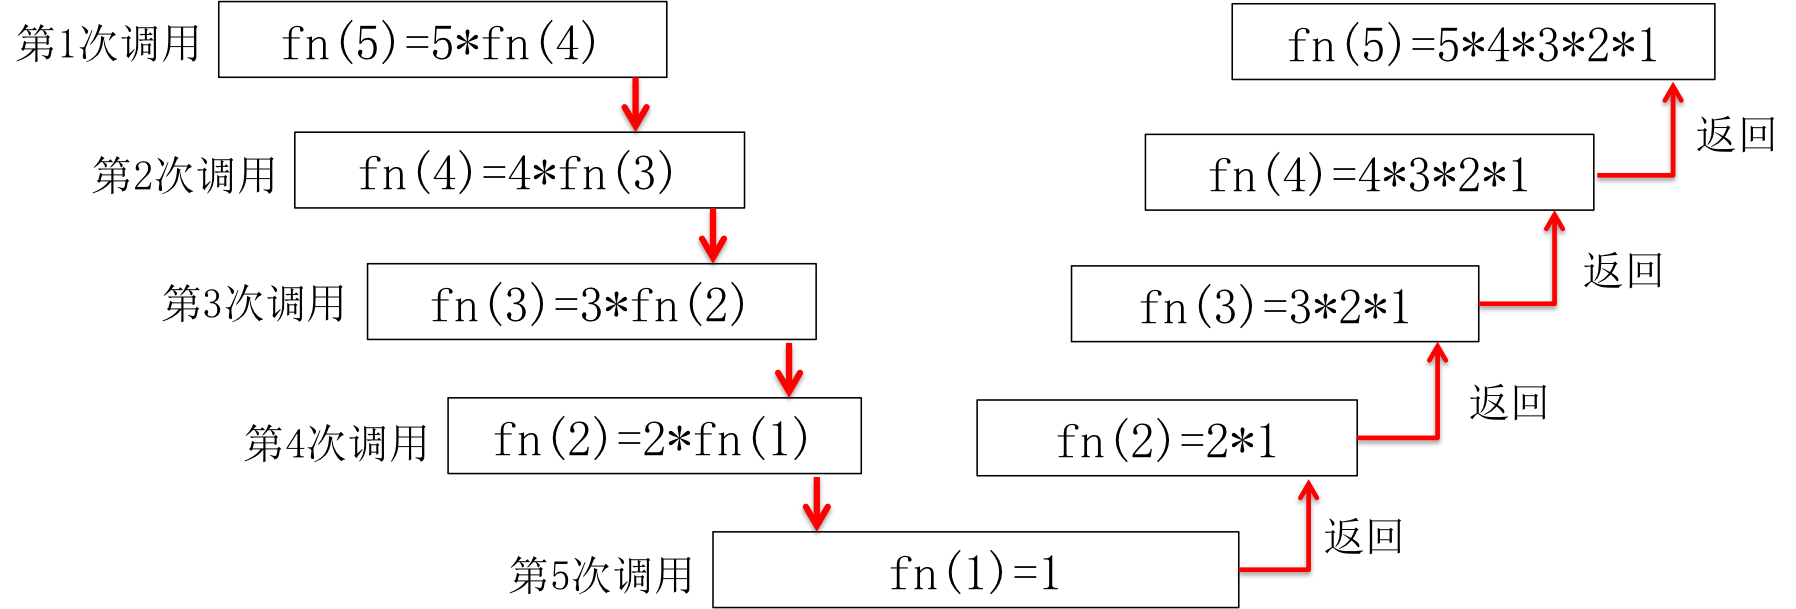 第1次调用 fn(5)=5*fn(4)
第2次调用 fn(4)=4*fn(3)
第3次调用 fn(3)=3*fn(2)
第4次调用 fn(2)=2*fn(1)
第5次调用 fn(1)=1
返回
fn(2)=2*1
返回
fn(3)=3*2*1
返回
fn(4)=4*3*2*1
返回
fn(5)=5*4*3*2*1